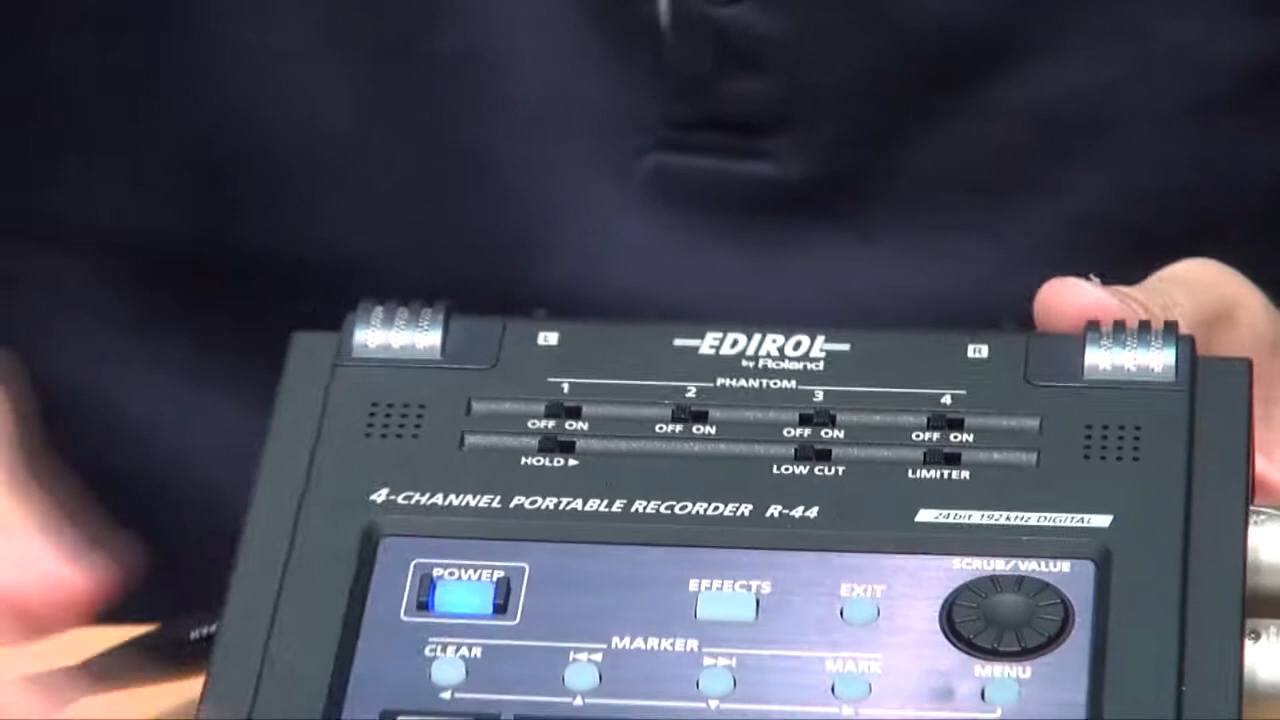 L EDIROL R
by Roland
PHANTOM
1 2 3 4
OFF ON OFF ON OFF ON OFF ON
HOLD ▶ LOW CUT LIMITER
4-CHANNEL PORTABLE RECORDER R-44
24bit 192kHz DIGITAL
POWER EFFECTS EXIT SCRUB/VALUE
MARKER
CLEAR MARK MENU